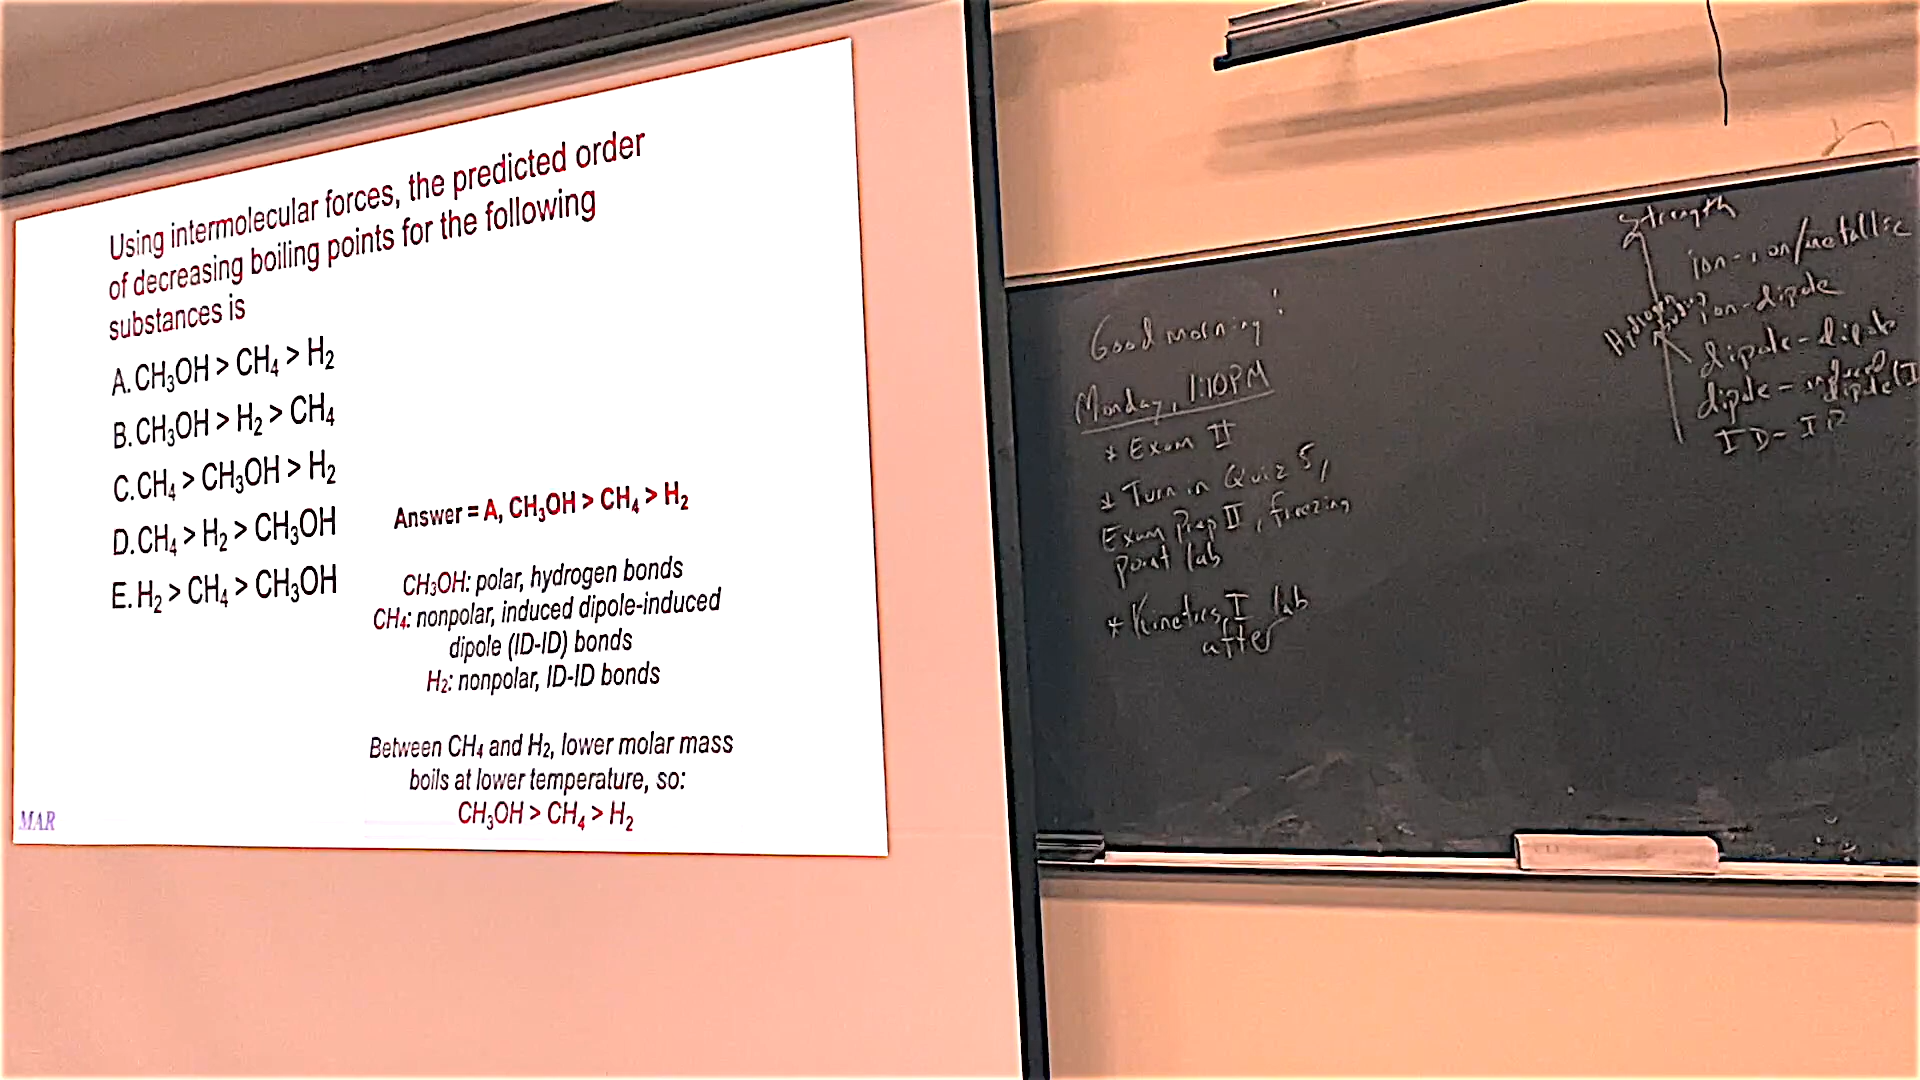 Using intermolecular forces, the predicted order
of decreasing boiling points for the following
substances is
A. CH₃OH > CH₄ > H₂
B. CH₃OH > H₂ > CH₄
C. CH₄ > CH₃OH > H₂
D. CH₄ > H₂ > CH₃OH
E. H₂ > CH₄ > CH₃OH
Answer = A, CH₃OH > CH₄ > H₂
CH₃OH: polar, hydrogen bonds
CH₄: nonpolar, induced dipole-induced
dipole (ID-ID) bonds
H₂: nonpolar, ID-ID bonds
Between CH₄ and H₂, lower molar mass
boils at lower temperature, so:
CH₃OH > CH₄ > H₂
MAR
Good morning!
Monday, 1:10PM
* Exam II
* Turn in Quiz 5,
Exam Prep II, freezing
point lab
* Kinetics I lab
after
Strength
ion-ion/metallic
ion-dipole
Hydrogen
dipole-dipole
dipole-induced
dipole
ID-ID